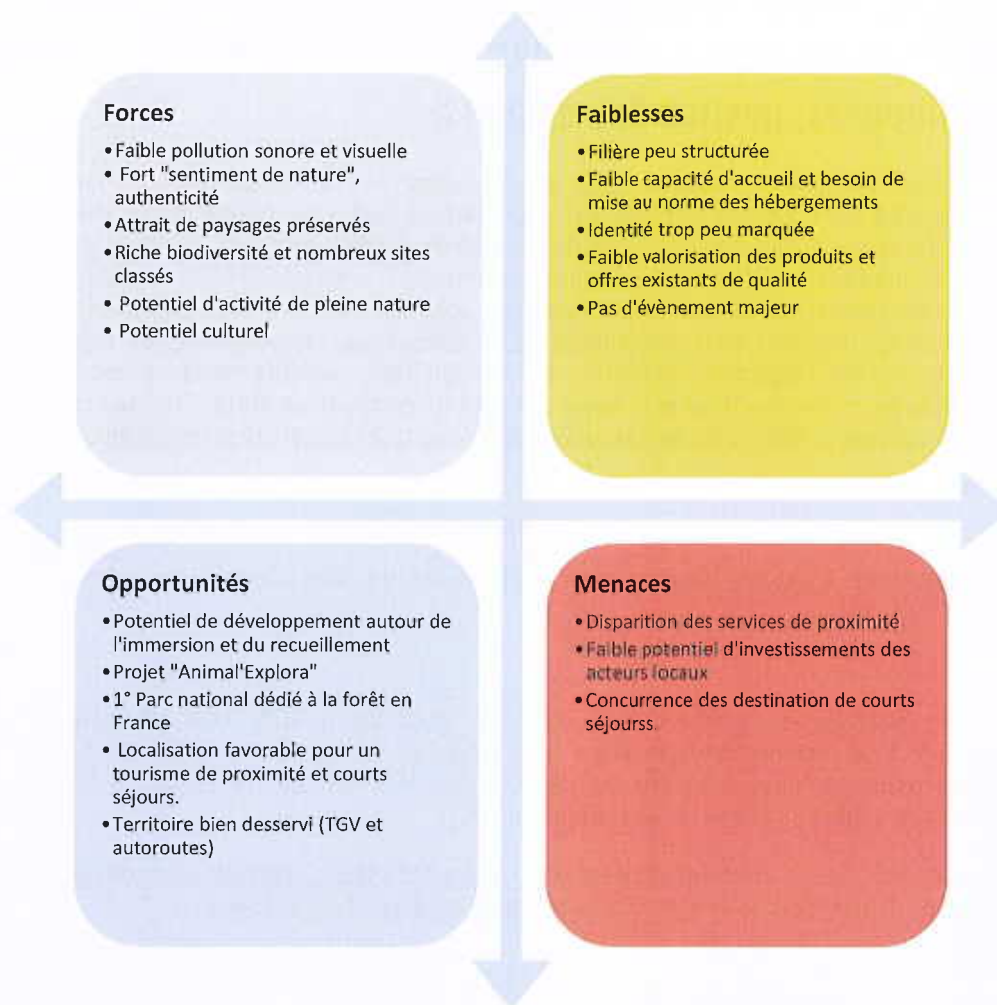 Forces
• Faible pollution sonore et visuelle
• Fort "sentiment de nature",
authenticité
• Attrait de paysages préservés
• Riche biodiversité et nombreux sites
classés
• Potentiel d'activité de pleine nature
• Potentiel culturel
Faiblesses
• Filière peu structurée
• Faible capacité d'accueil et besoin de
mise au norme des hébergements
• Identité trop peu marquée
• Faible valorisation des produits et
offres existants de qualité
• Pas d'évènement majeur
Opportunités
• Potentiel de développement autour de
l'immersion et du recueillement
• Projet "Animal'Explora"
• 1° Parc national dédié à la forêt en
France
• Localisation favorable pour un
tourisme de proximité et courts
séjours.
• Territoire bien desservi (TGV et
autoroutes)
Menaces
• Disparition des services de proximité
• Faible potentiel d'investissements des
acteurs locaux
• Concurrence des destination de courts
séjourss.